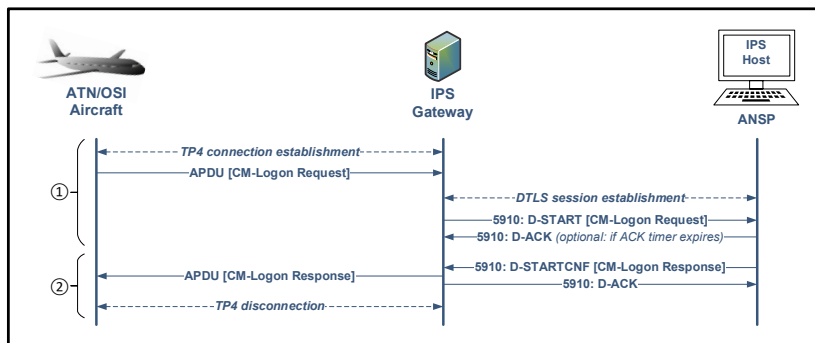 ATN/OSI
Aircraft
IPS
Gateway
IPS
Host
ANSP
TP4 connection establishment
①
APDU [CM-Logon Request]
DTLS session establishment
5910: D-START [CM-Logon Request]
5910: D-ACK (optional: if ACK timer expires)
5910: D-STARTCNF [CM-Logon Response]
②
APDU [CM-Logon Response]
5910: D-ACK
TP4 disconnection